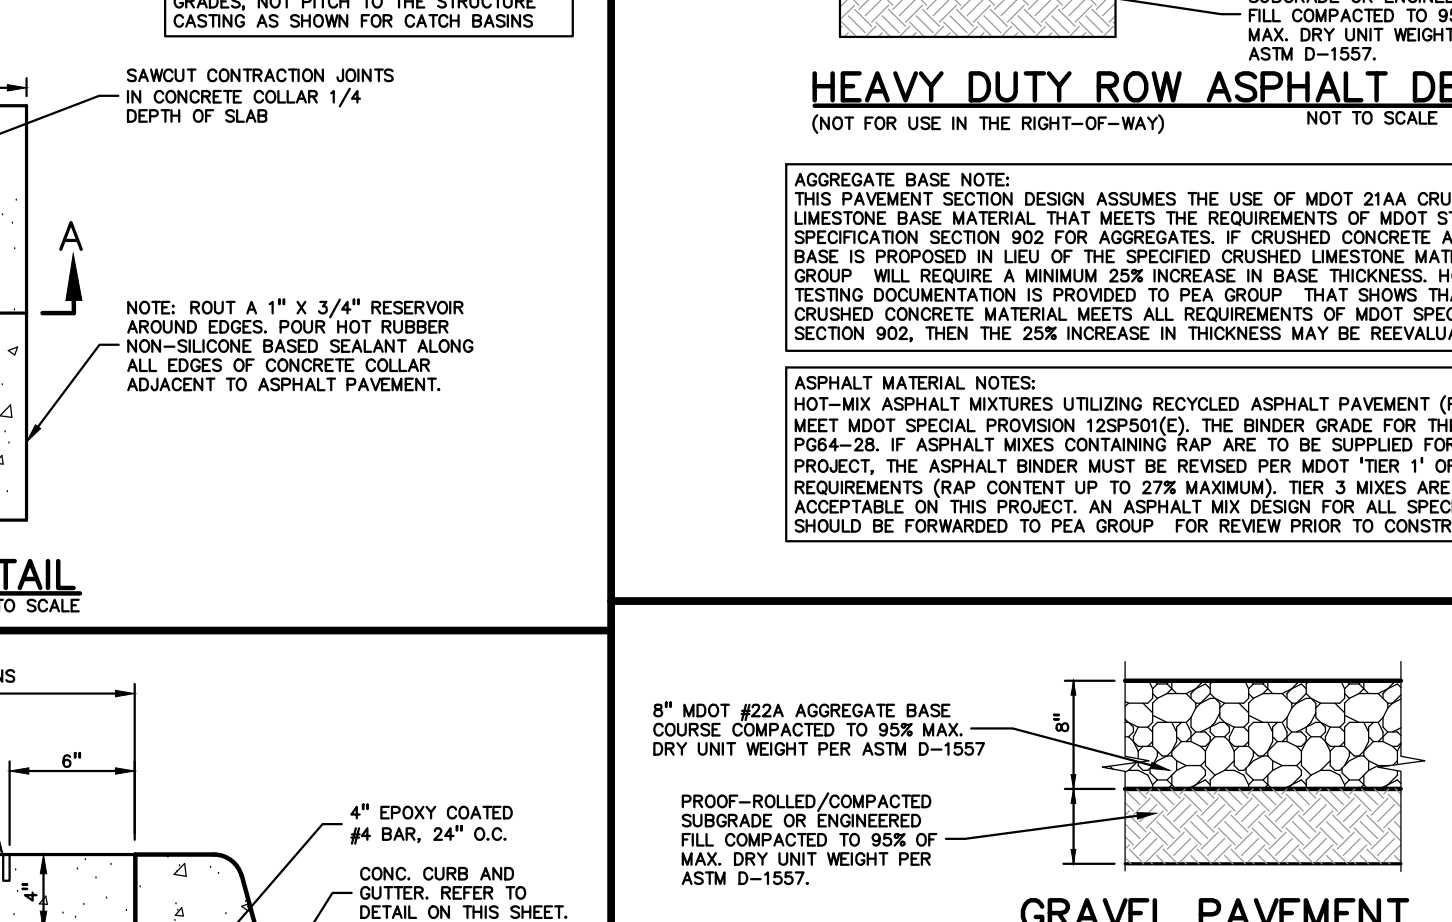 GRADES, NOT PITCH TO THE STRUCTURE
CASTING AS SHOWN FOR CATCH BASINS
SAWCUT CONTRACTION JOINTS
IN CONCRETE COLLAR 1/4
DEPTH OF SLAB
A
NOTE: ROUT A 1" X 3/4" RESERVOIR
AROUND EDGES. POUR HOT RUBBER
NON-SILICONE BASED SEALANT ALONG
ALL EDGES OF CONCRETE COLLAR
ADJACENT TO ASPHALT PAVEMENT.
TO SCALE
FILL COMPACTED TO
MAX. DRY UNIT WEIGHT
ASTM D-1557.
HEAVY DUTY ROW ASPHALT
(NOT FOR USE IN THE RIGHT-OF-WAY)
NOT TO SCALE
AGGREGATE BASE NOTE:
THIS PAVEMENT SECTION DESIGN ASSUMES THE USE OF MDOT 21AA
LIMESTONE BASE MATERIAL THAT MEETS THE REQUIREMENTS OF MDOT
SPECIFICATION SECTION 902 FOR AGGREGATES. IF CRUSHED CONCRETE
BASE IS PROPOSED IN LIEU OF THE SPECIFIED CRUSHED LIMESTONE
GROUP WILL REQUIRE A MINIMUM 25% INCREASE IN BASE THICKNESS.
TESTING DOCUMENTATION IS PROVIDED TO PEA GROUP THAT SHOWS
CRUSHED CONCRETE MATERIAL MEETS ALL REQUIREMENTS OF MDOT
SECTION 902, THEN THE 25% INCREASE IN THICKNESS MAY BE
ASPHALT MATERIAL NOTES:
HOT-MIX ASPHALT MIXTURES UTILIZING RECYCLED ASPHALT PAVEMENT
MEET MDOT SPECIAL PROVISION 12SP501(E). THE BINDER GRADE FOR
PG64-28. IF ASPHALT MIXES CONTAINING RAP ARE TO BE SUPPLIED FOR
PROJECT, THE ASPHALT BINDER MUST BE REVISED PER MDOT 'TIER 1'
REQUIREMENTS (RAP CONTENT UP TO 27% MAXIMUM). TIER 3 MIXES ARE
ACCEPTABLE ON THIS PROJECT. AN ASPHALT MIX DESIGN FOR ALL
SHOULD BE FORWARDED TO PEA GROUP FOR REVIEW PRIOR TO
6"
4"
4" EPOXY COATED
#4 BAR, 24" O.C.
CONC. CURB AND
GUTTER. REFER TO
DETAIL ON THIS SHEET.
8" MDOT #22A AGGREGATE BASE
COURSE COMPACTED TO 95% MAX.
DRY UNIT WEIGHT PER ASTM D-1557
8"
PROOF-ROLLED/COMPACTED
SUBGRADE OR ENGINEERED
FILL COMPACTED TO 95% OF
MAX. DRY UNIT WEIGHT PER
ASTM D-1557.
GRAVEL PAVEMENT